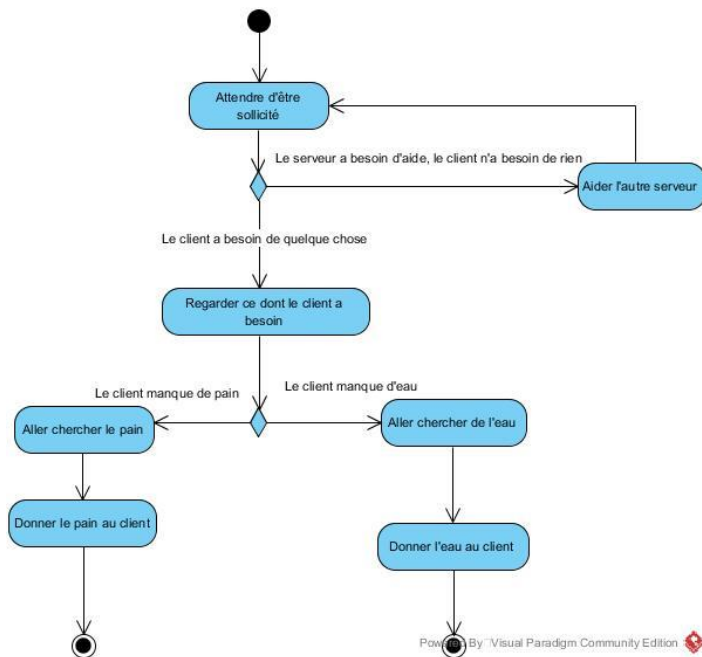 Attendre d'être
sollicité
Le serveur a besoin d'aide, le client n'a besoin de rien
Aider l'autre serveur
Le client a besoin de quelque chose
Regarder ce dont le client a
besoin
Le client manque de pain
Le client manque d'eau
Aller chercher le pain
Aller chercher de l'eau
Donner le pain au client
Donner l'eau au client
Powered By Visual Paradigm Community Edition